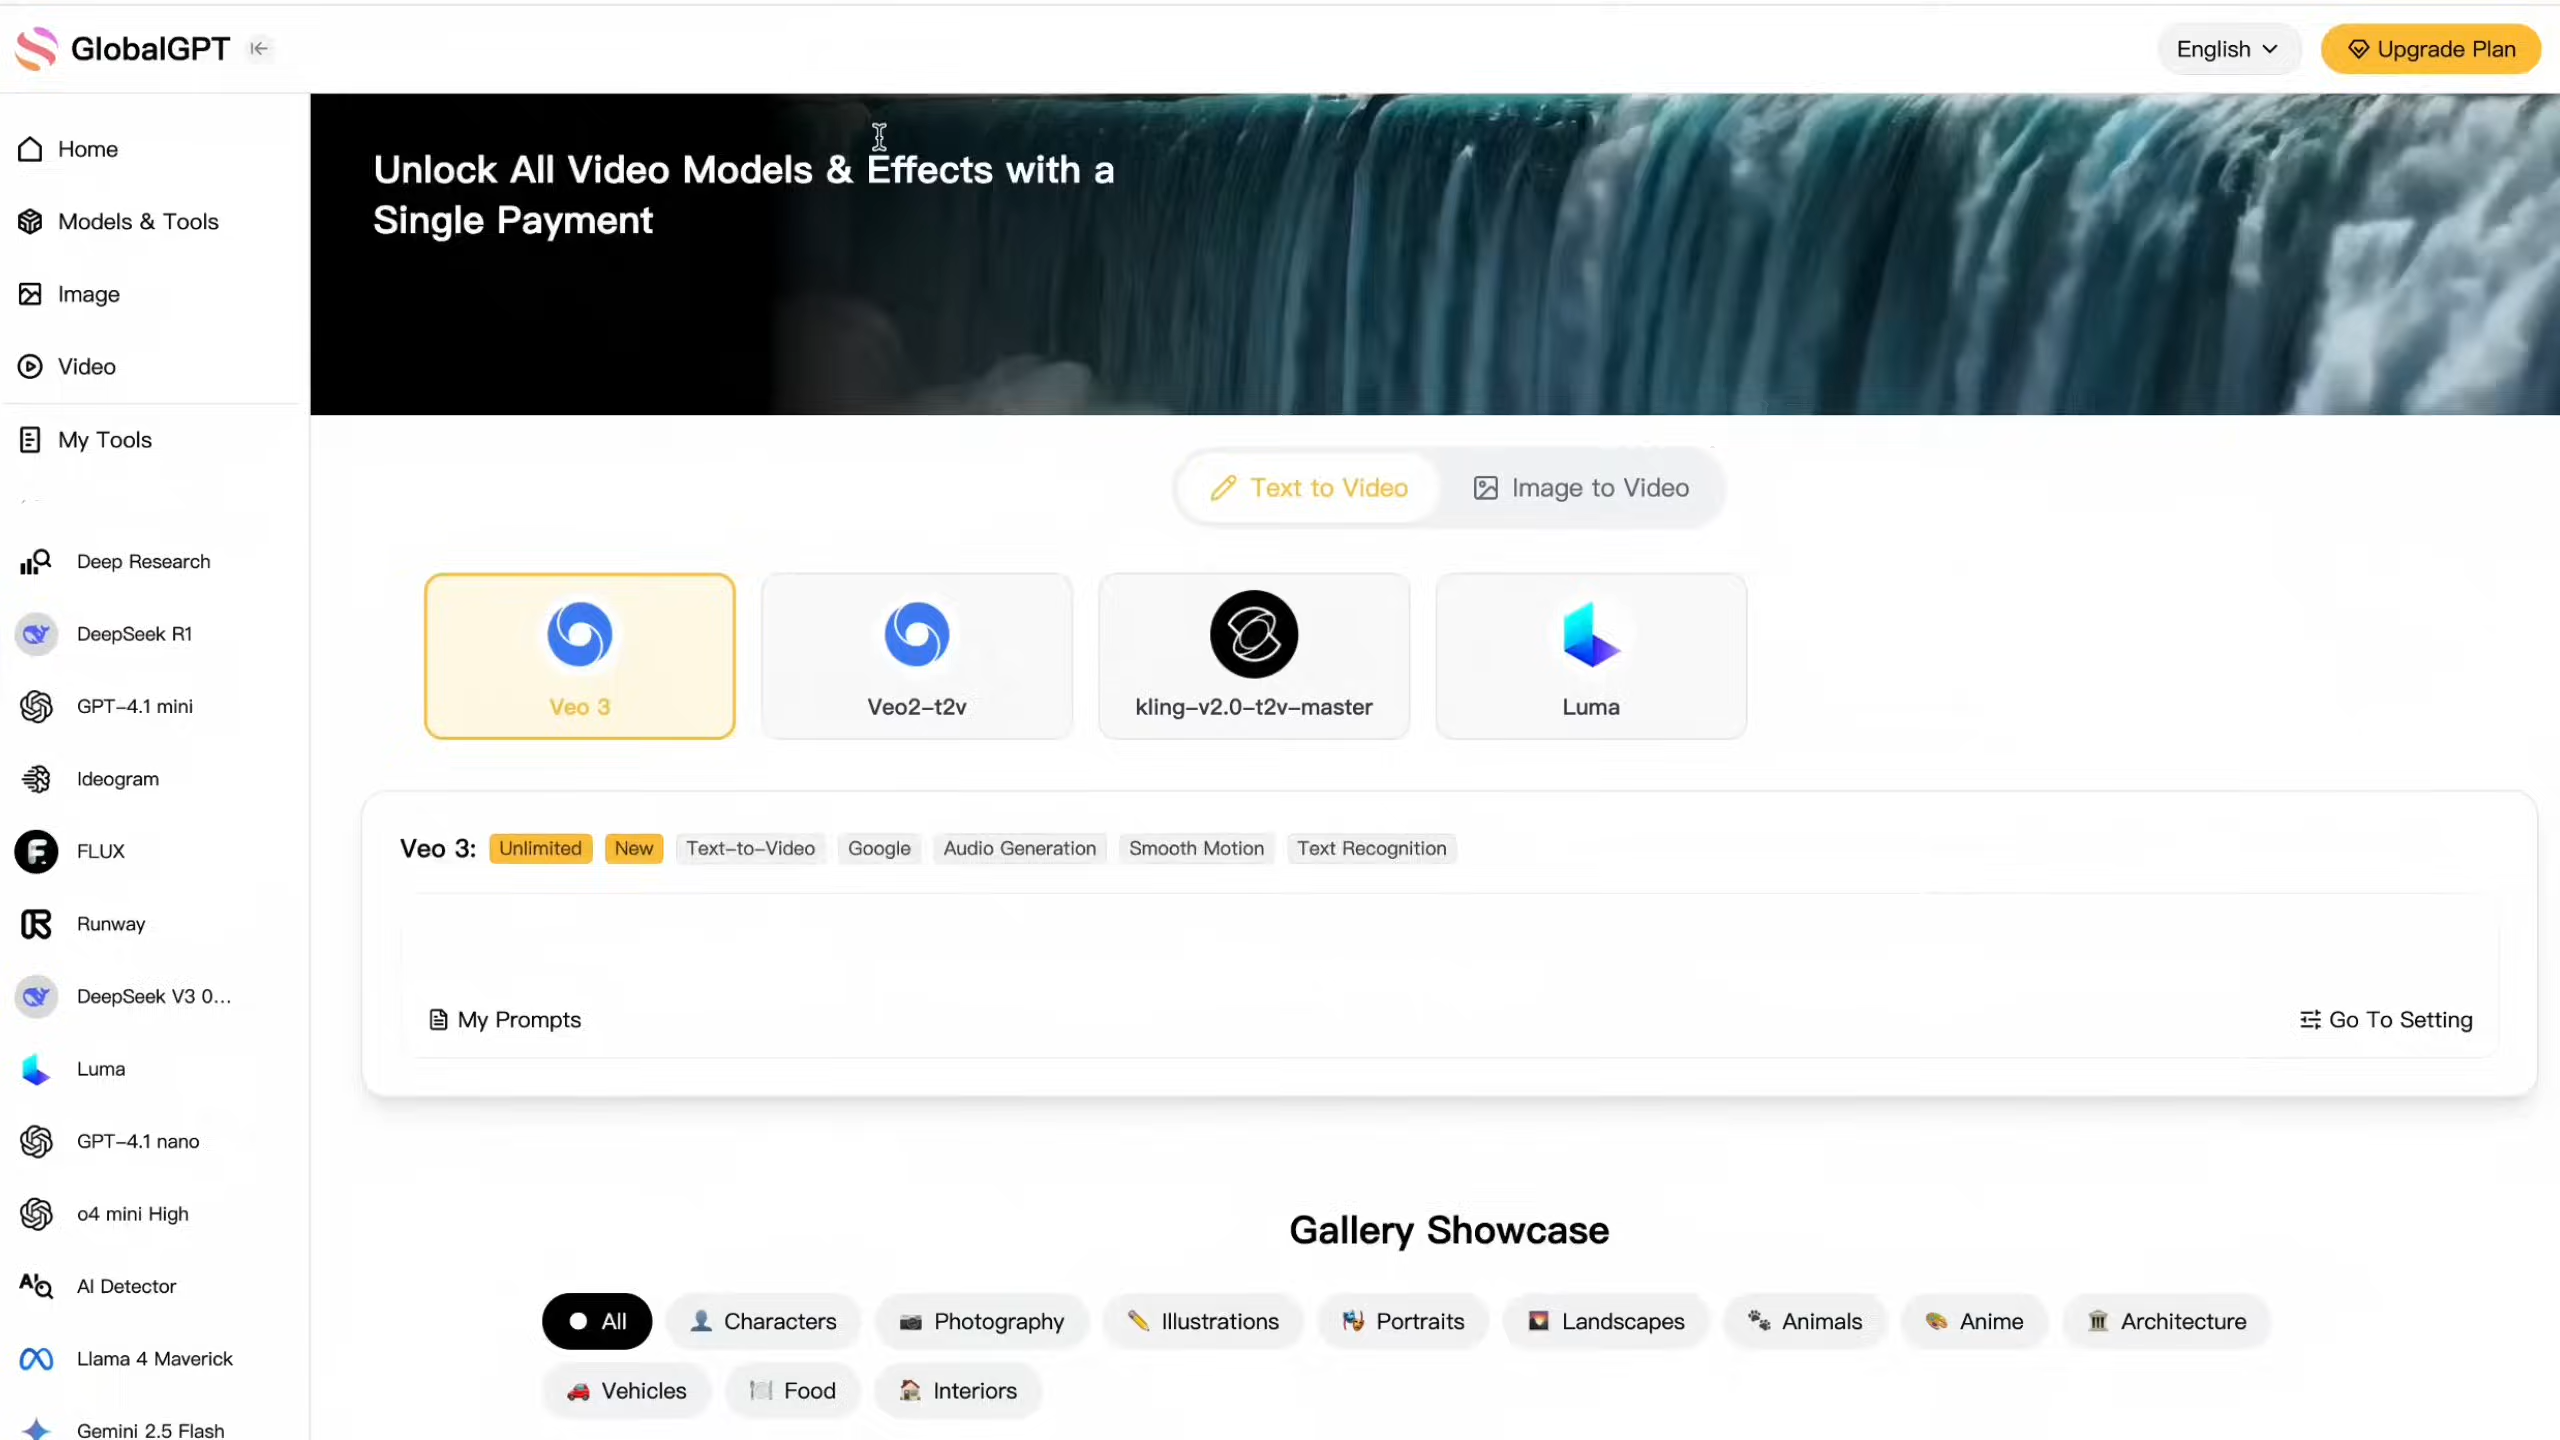 GlobalGPT
English
Upgrade Plan
Home
Models & Tools
Image
Video
My Tools
Deep Research
DeepSeek R1
GPT-4.1 mini
Ideogram
FLUX
Runway
DeepSeek V3 0...
Luma
GPT-4.1 nano
o4 mini High
AI Detector
Llama 4 Maverick
Gemini 2.5 Flash
Unlock All Video Models & Effects with a
Single Payment
Text to Video
Image to Video
Veo 3
Veo2-t2v
kling-v2.0-t2v-master
Luma
Veo 3: Unlimited New Text-to-Video Google Audio Generation Smooth Motion Text Recognition
My Prompts
Go To Setting
Gallery Showcase
All Characters Photography Illustrations Portraits Landscapes Animals Anime Architecture
Vehicles Food Interiors